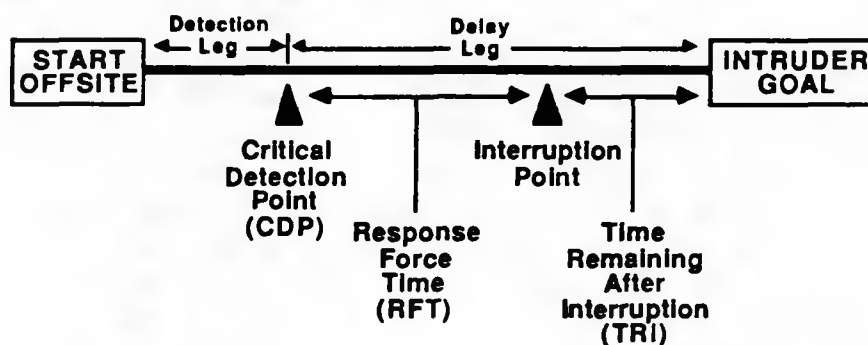 Detection
Leg
Delay
Leg
START
OFFSITE
INTRUDER
GOAL
Critical
Detection
Point
(CDP)
Interruption
Point
Response
Force
Time
(RFT)
Time
Remaining
After
Interruption
(TRI)